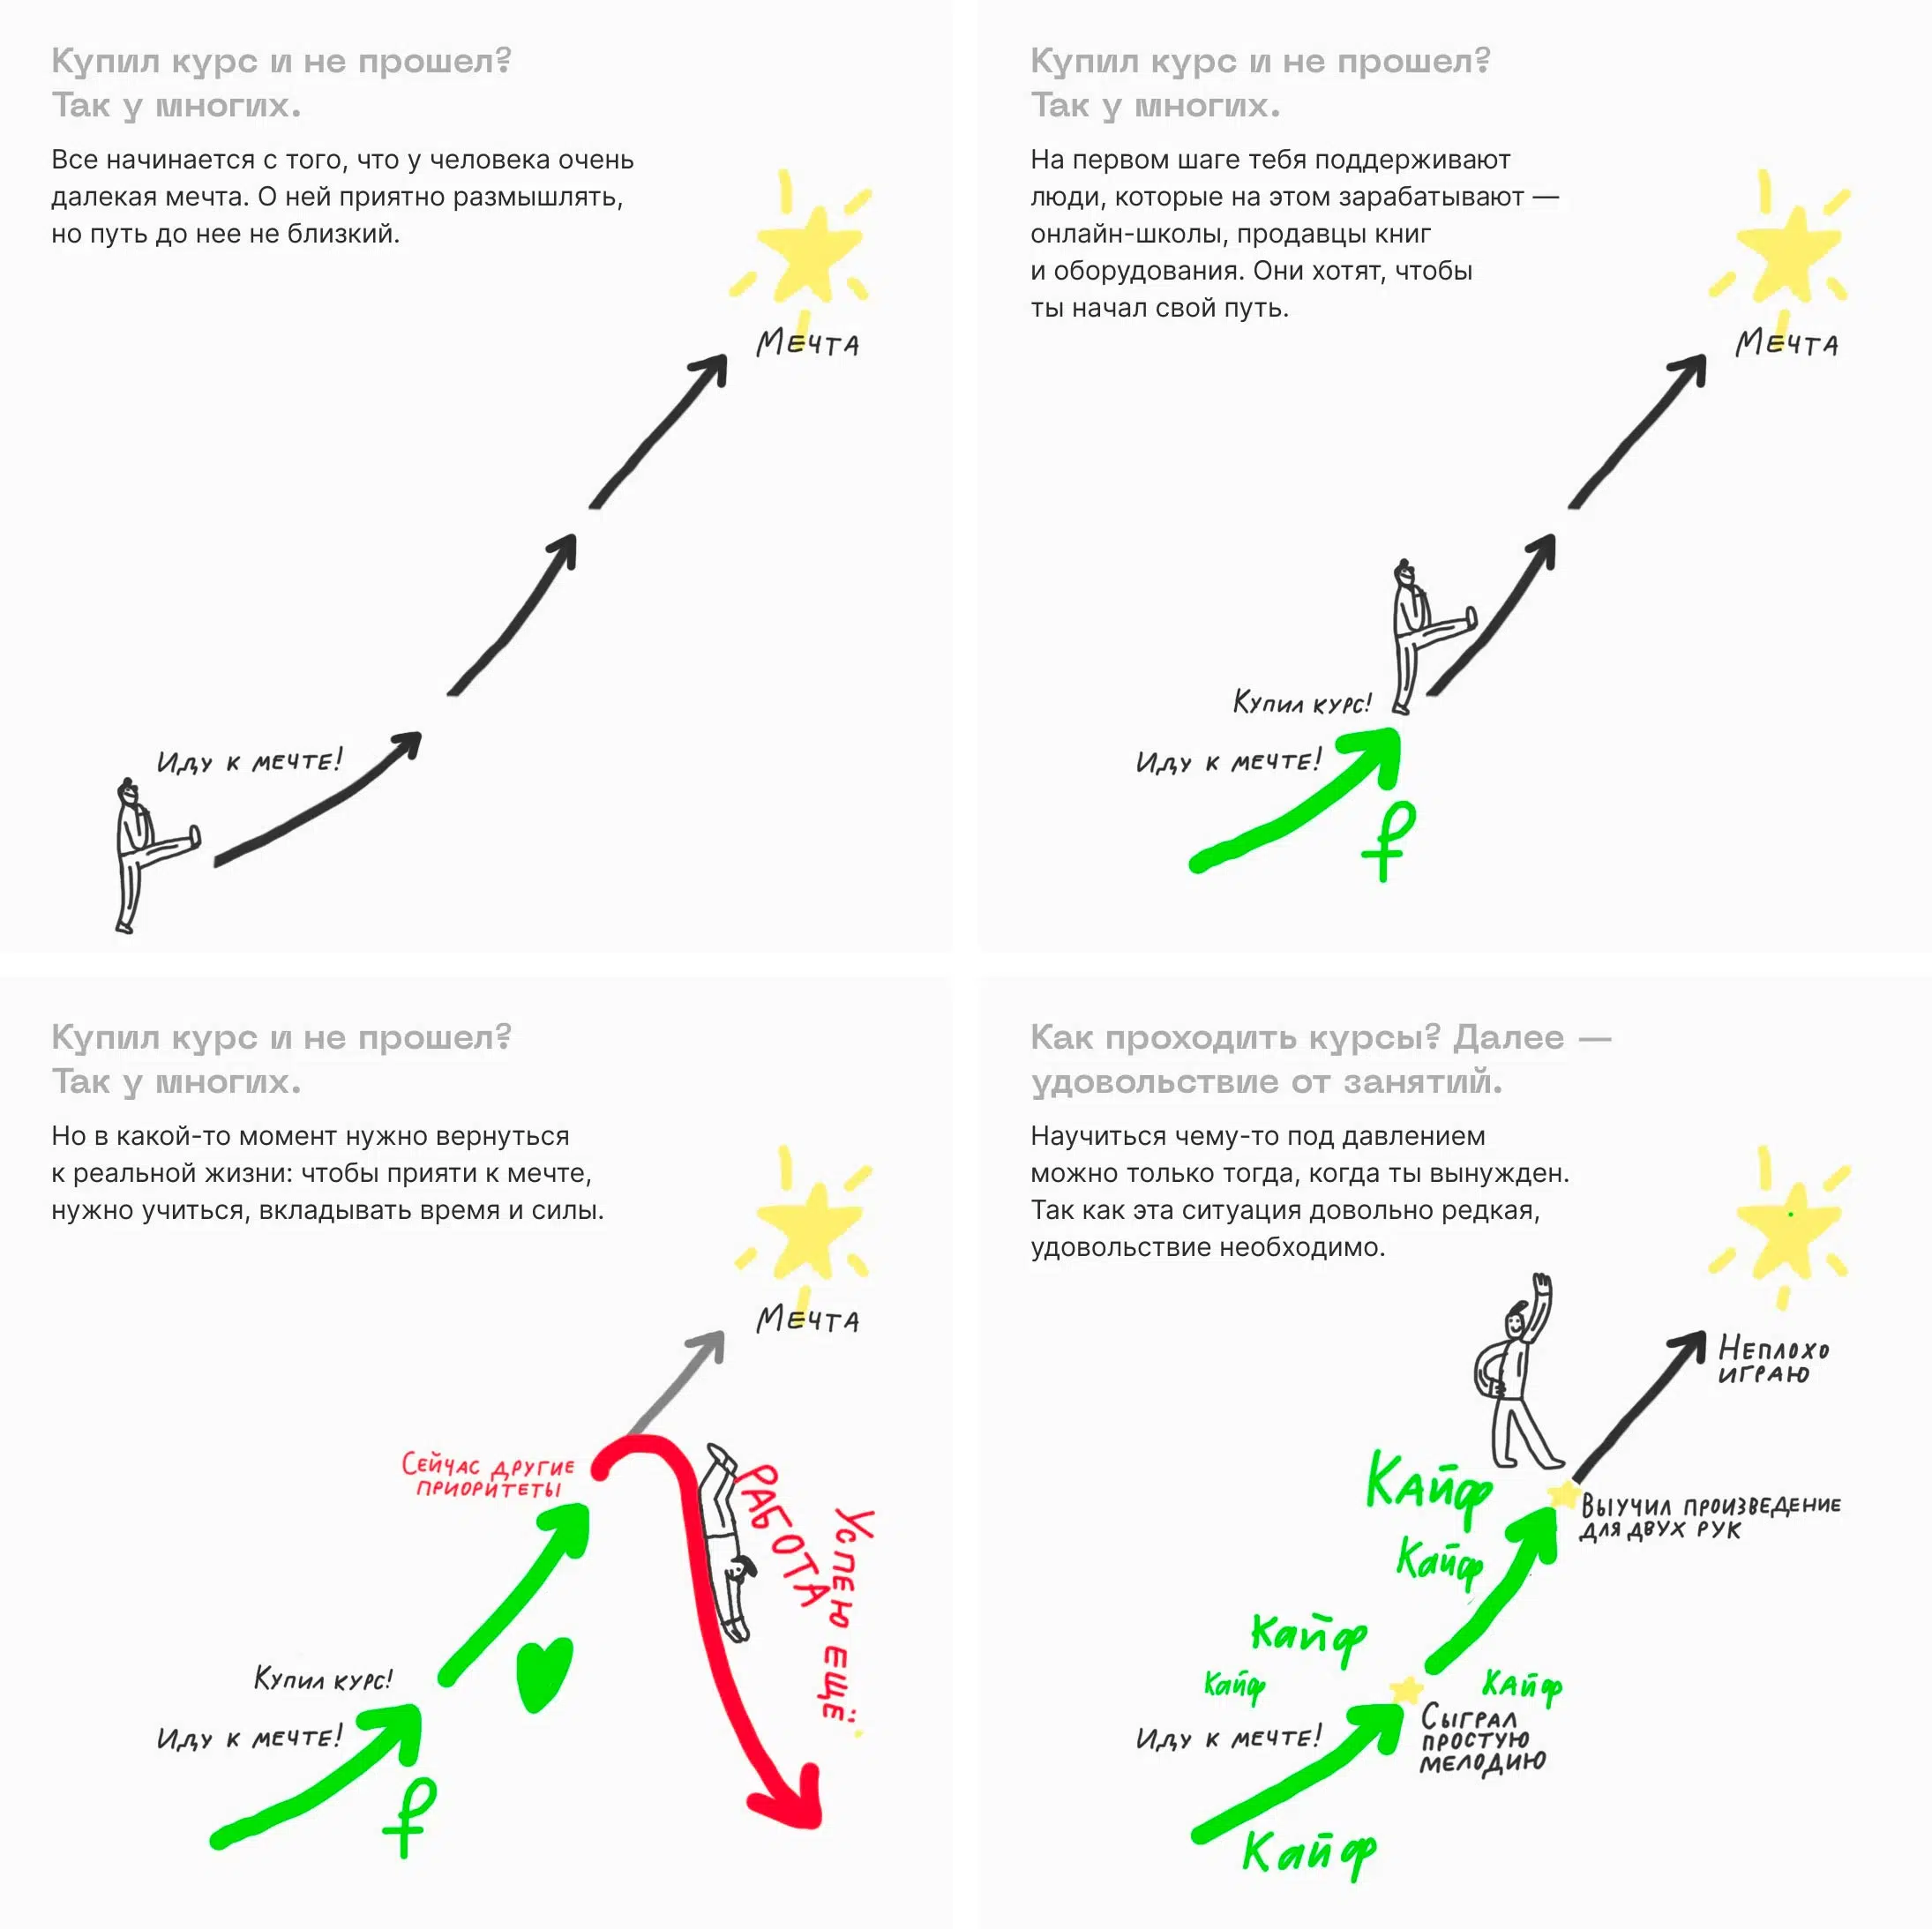 Купил курс и не прошел?
Так у многих.
Все начинается с того, что у человека очень
далекая мечта. О ней приятно размышлять,
но путь до нее не близкий.
Мечта
Иду к мечте!
Купил курс и не прошел?
Так у многих.
На первом шаге тебя поддерживают
люди, которые на этом зарабатывают —
онлайн-школы, продавцы книг
и оборудования. Они хотят, чтобы
ты начал свой путь.
Мечта
Купил курс!
Иду к мечте!
₽
Купил курс и не прошел?
Так у многих.
Но в какой-то момент нужно вернуться
к реальной жизни: чтобы прияти к мечте,
нужно учиться, вкладывать время и силы.
Мечта
Сейчас другие
приоритеты
Работа
Успею ещё
Купил курс!
Иду к мечте!
₽
Как проходить курсы? Далее —
удовольствие от занятий.
Научиться чему-то под давлением
можно только тогда, когда ты вынужден.
Так как эта ситуация довольно редкая,
удовольствие необходимо.
Неплохо
играю
Кайф
Выучил произведение
для двух рук
Кайф
Кайф
Кайф
Кайф
Сыграл
простую
мелодию
Иду к мечте!
Кайф